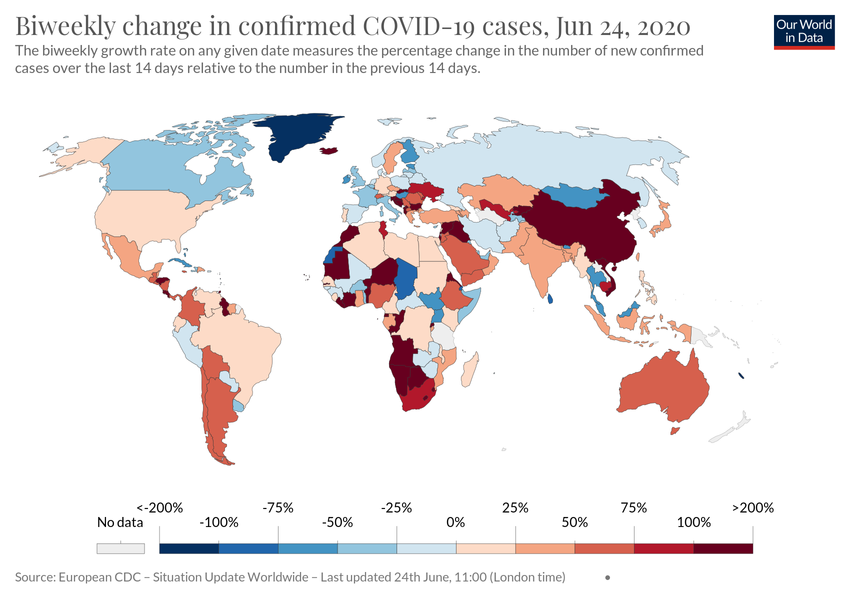 Biweekly change in confirmed COVID-19 cases, Jun 24, 2020
Our World
in Data
The biweekly growth rate on any given date measures the percentage change in the number of new confirmed
cases over the last 14 days relative to the number in the previous 14 days.
<-200% -75% -25% 25% 75% >200%
No data -100% -50% 0% 50% 100%
Source: European CDC – Situation Update Worldwide – Last updated 24th June, 11:00 (London time) •